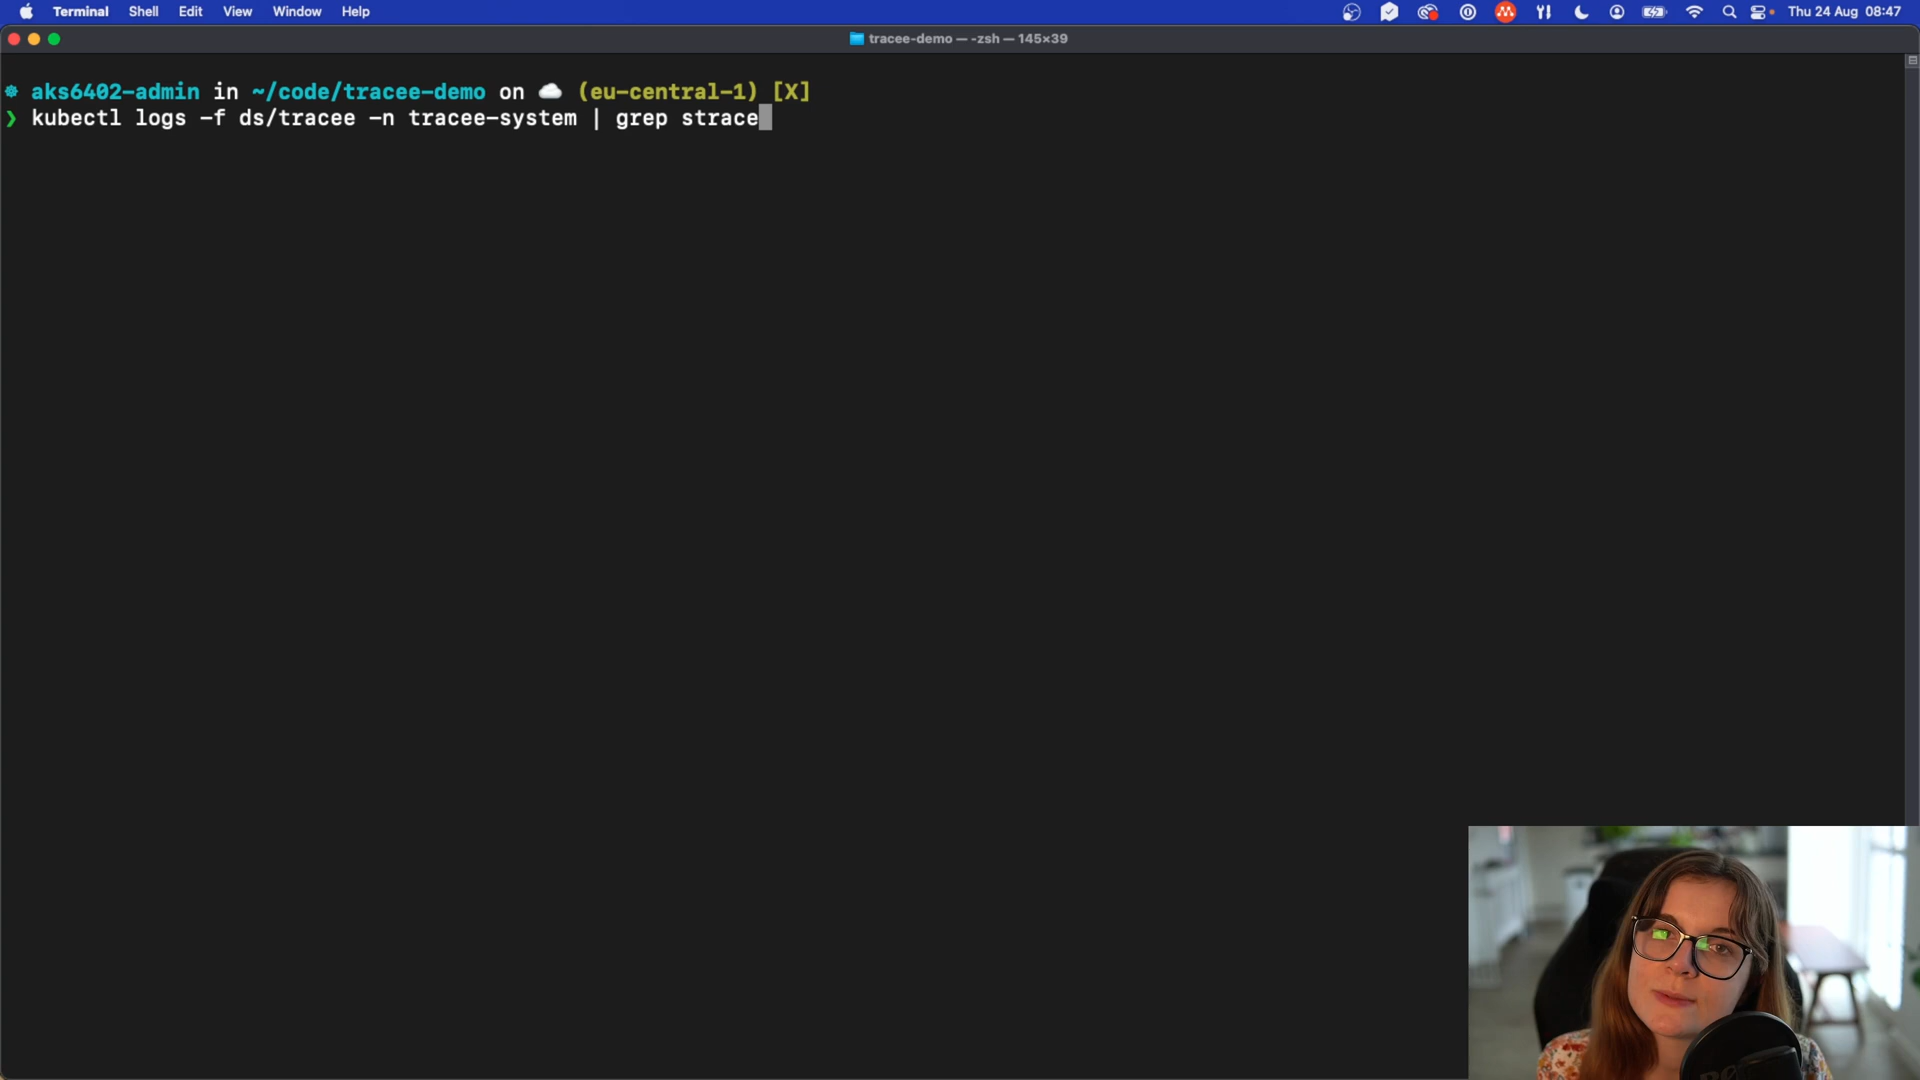 Terminal Shell Edit View Window Help Thu 24 Aug 08:47
tracee-demo — -zsh — 145×39
aks6402-admin in ~/code/tracee-demo on ☁️ (eu-central-1) [X]
❯ kubectl logs -f ds/tracee -n tracee-system | grep strace